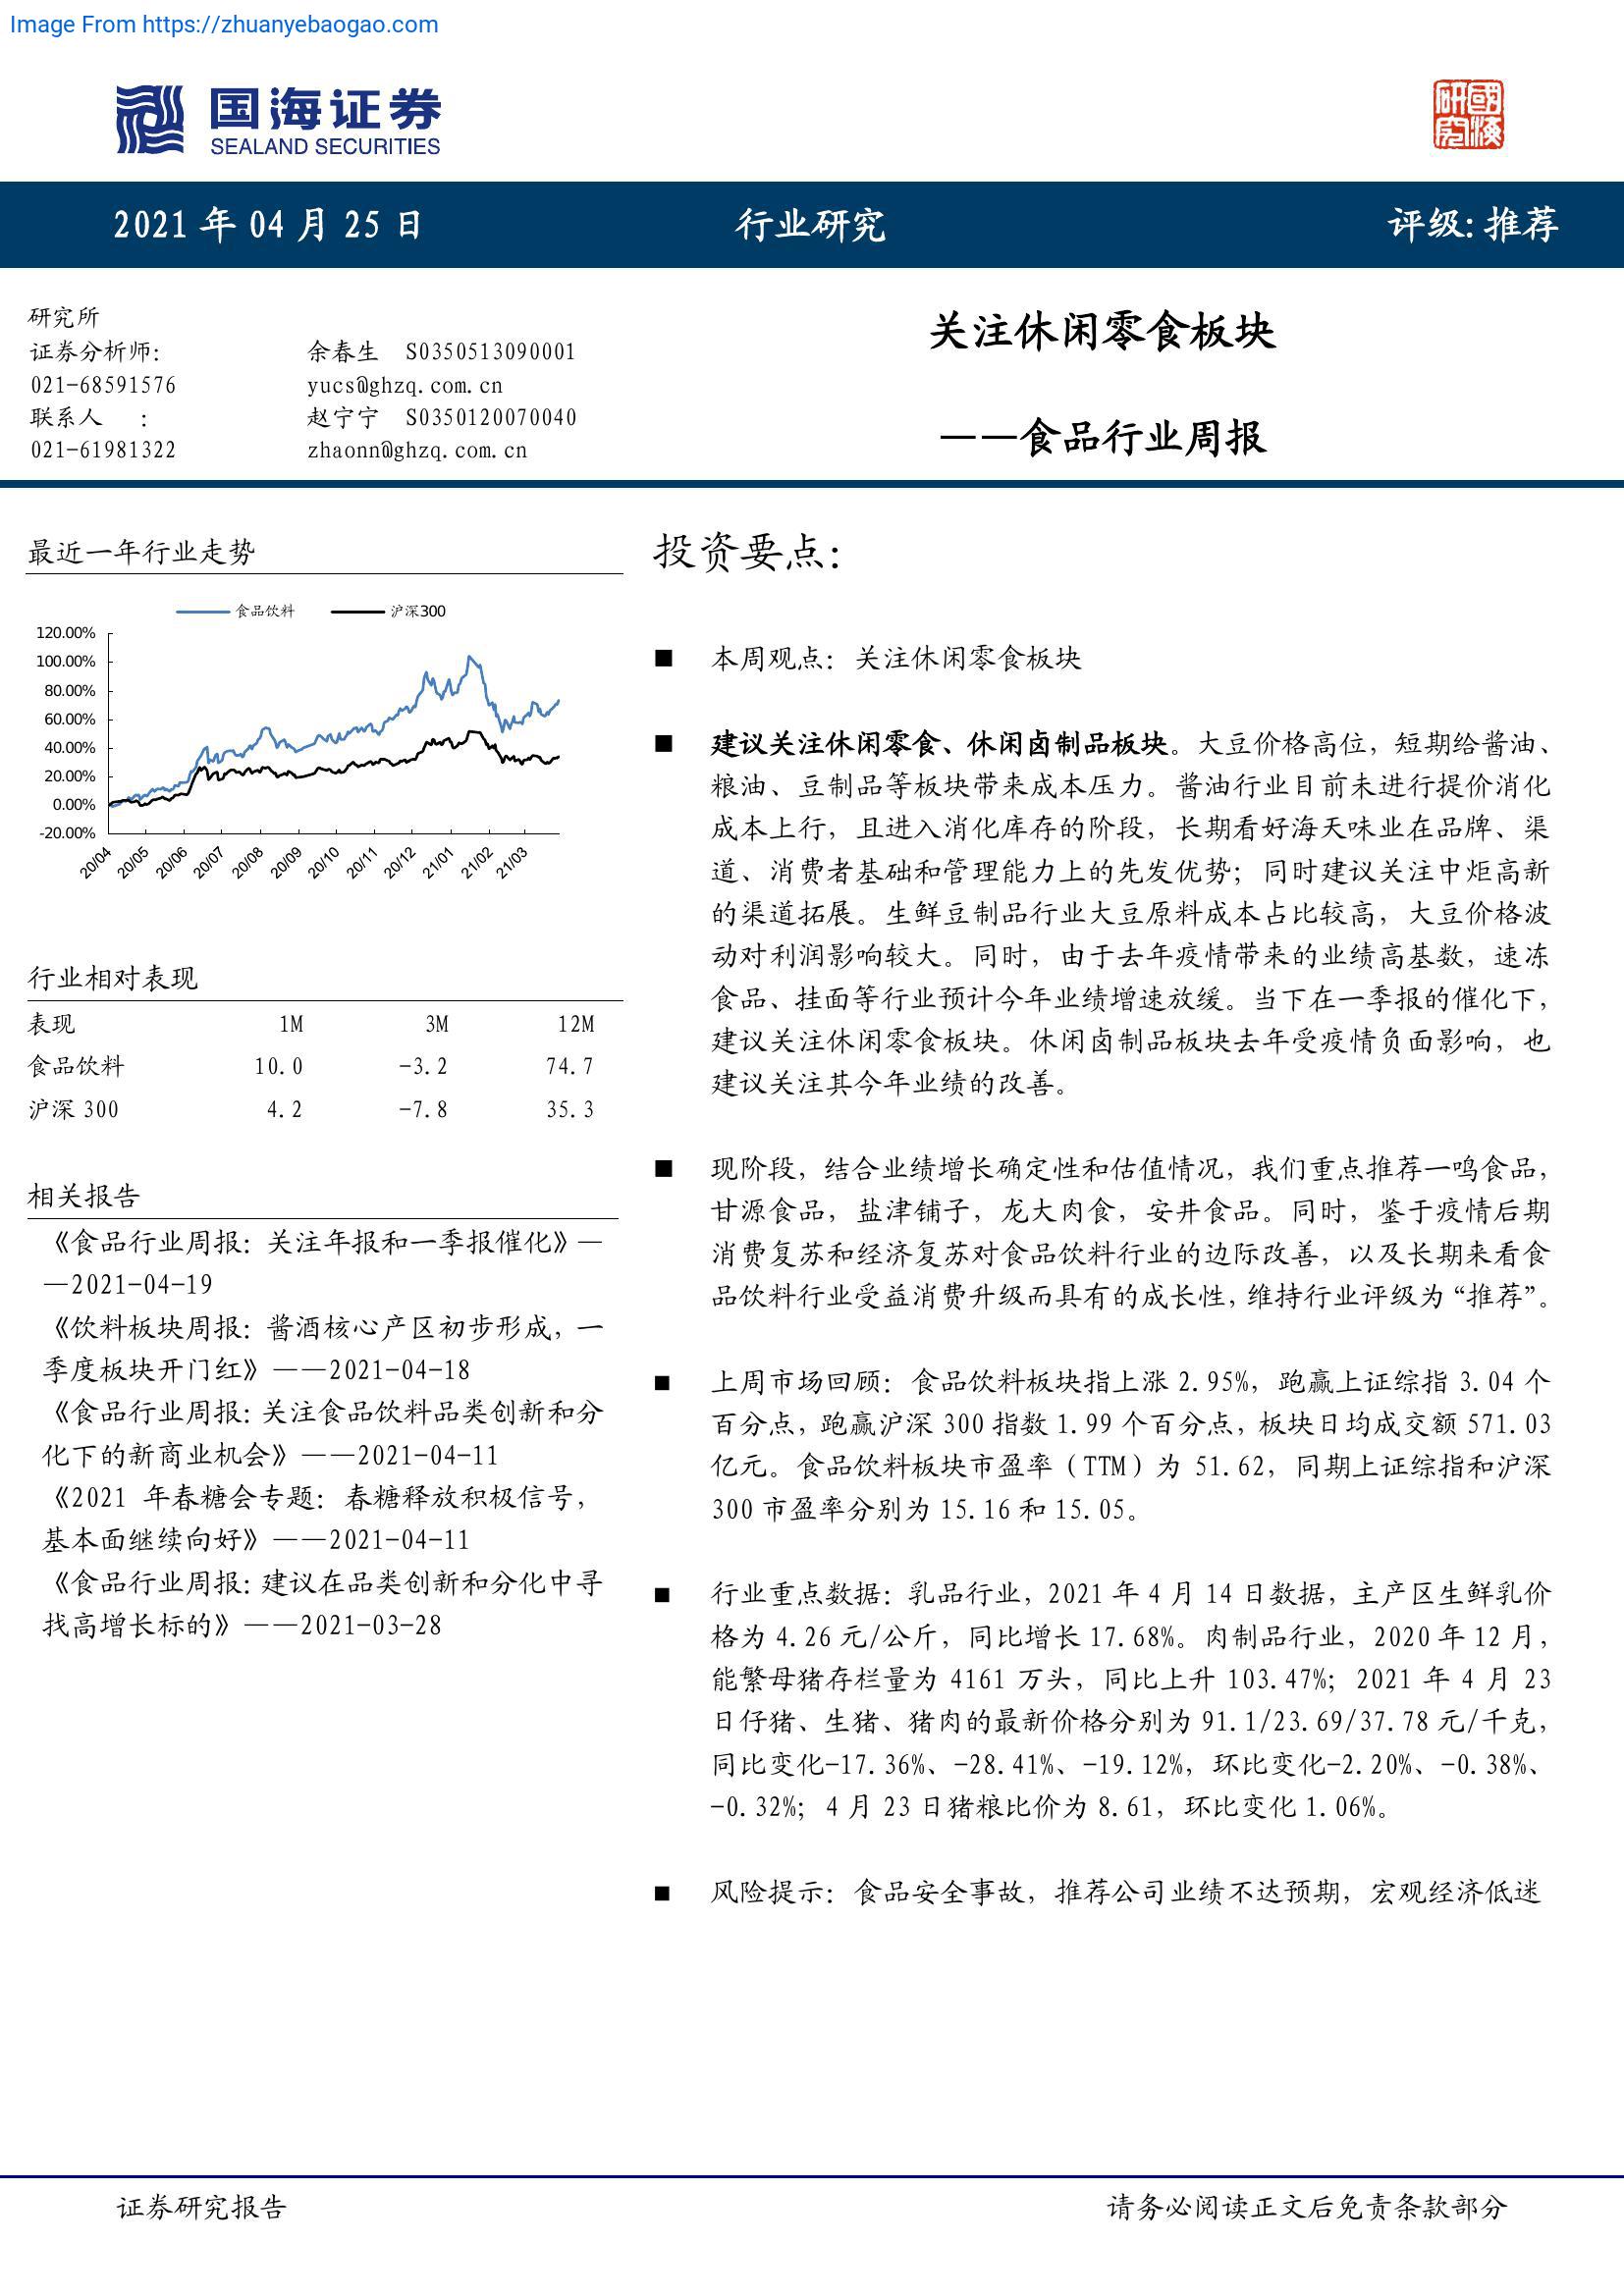 Image From https://zhuanyebaogao.com
国海证券
SEALAND SECURITIES
國海
研究
2021 年 04 月 25 日
行业研究
评级:推荐
研究所
证券分析师: 余春生 S0350513090001
021-68591576 yucs@ghzq.com.cn
联系人 : 赵宁宁 S0350120070040
021-61981322 zhaonn@ghzq.com.cn
关注休闲零食板块
——食品行业周报
最近一年行业走势
食品饮料 沪深300
120.00%
100.00%
80.00%
60.00%
40.00%
20.00%
0.00%
-20.00%
20/04 20/05 20/06 20/07 20/08 20/09 20/10 20/11 20/12 21/01 21/02 21/03
行业相对表现
表现 1M 3M 12M
食品饮料 10.0 -3.2 74.7
沪深 300 4.2 -7.8 35.3
相关报告
《食品行业周报：关注年报和一季报催化》—
—2021-04-19
《饮料板块周报：酱酒核心产区初步形成，一
季度板块开门红》——2021-04-18
《食品行业周报：关注食品饮料品类创新和分
化下的新商业机会》——2021-04-11
《2021 年春糖会专题：春糖释放积极信号，
基本面继续向好》——2021-04-11
《食品行业周报：建议在品类创新和分化中寻
找高增长标的》——2021-03-28
投资要点：
■ 本周观点：关注休闲零食板块
■ 建议关注休闲零食、休闲卤制品板块。大豆价格高位，短期给酱油、
粮油、豆制品等板块带来成本压力。酱油行业目前未进行提价消化
成本上行，且进入消化库存的阶段，长期看好海天味业在品牌、渠
道、消费者基础和管理能力上的先发优势；同时建议关注中炬高新
的渠道拓展。生鲜豆制品行业大豆原料成本占比较高，大豆价格波
动对利润影响较大。同时，由于去年疫情带来的业绩高基数，速冻
食品、挂面等行业预计今年业绩增速放缓。当下在一季报的催化下，
建议关注休闲零食板块。休闲卤制品板块去年受疫情负面影响，也
建议关注其今年业绩的改善。
■ 现阶段，结合业绩增长确定性和估值情况，我们重点推荐一鸣食品，
甘源食品，盐津铺子，龙大肉食，安井食品。同时，鉴于疫情后期
消费复苏和经济复苏对食品饮料行业的边际改善，以及长期来看食
品饮料行业受益消费升级而具有的成长性，维持行业评级为“推荐”。
■ 上周市场回顾：食品饮料板块指上涨 2.95%，跑赢上证综指 3.04 个
百分点，跑赢沪深 300 指数 1.99 个百分点，板块日均成交额 571.03
亿元。食品饮料板块市盈率（TTM）为 51.62，同期上证综指和沪深
300 市盈率分别为 15.16 和 15.05。
■ 行业重点数据：乳品行业，2021 年 4 月 14 日数据，主产区生鲜乳价
格为 4.26 元/公斤，同比增长 17.68%。肉制品行业，2020 年 12 月，
能繁母猪存栏量为 4161 万头，同比上升 103.47%；2021 年 4 月 23
日仔猪、生猪、猪肉的最新价格分别为 91.1/23.69/37.78 元/千克，
同比变化-17.36%、-28.41%、-19.12%，环比变化-2.20%、-0.38%、
-0.32%；4 月 23 日猪粮比价为 8.61，环比变化 1.06%。
■ 风险提示：食品安全事故，推荐公司业绩不达预期，宏观经济低迷
证券研究报告
请务必阅读正文后免责条款部分